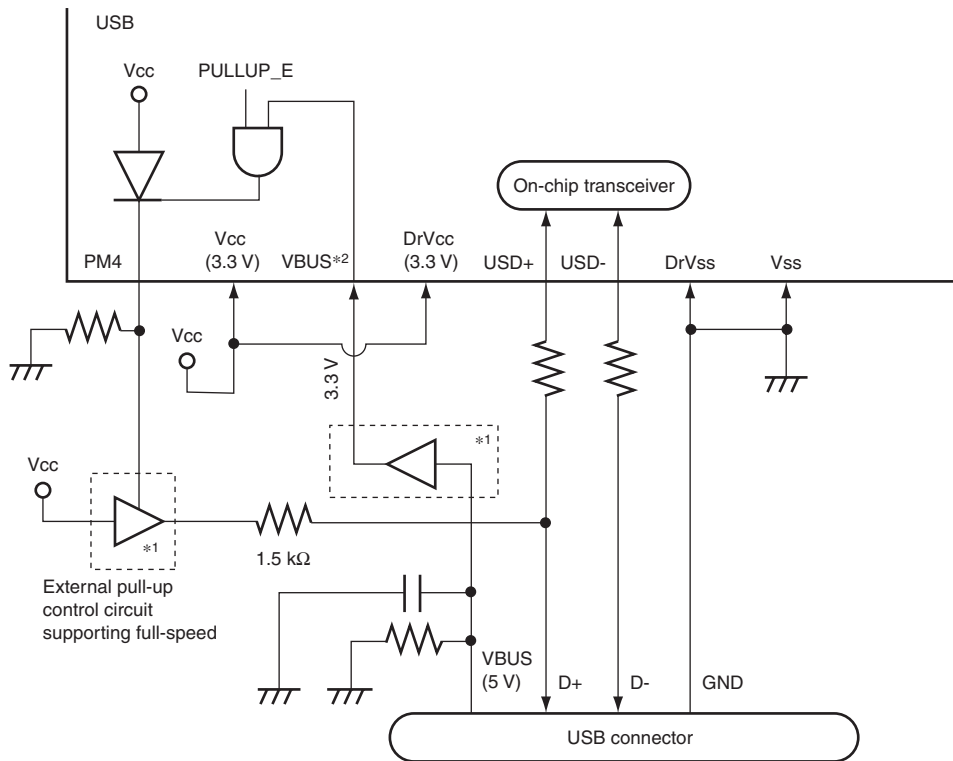 USB
Vcc
PULLUP_E
On-chip transceiver
PM4
Vcc
(3.3 V)
VBUS*2
DrVcc
(3.3 V)
USD+
USD-
DrVss
Vss
Vcc
3.3 V
*1
Vcc
*1
1.5 kΩ
External pull-up
control circuit
supporting full-speed
VBUS
(5 V)
D+
D-
GND
USB connector